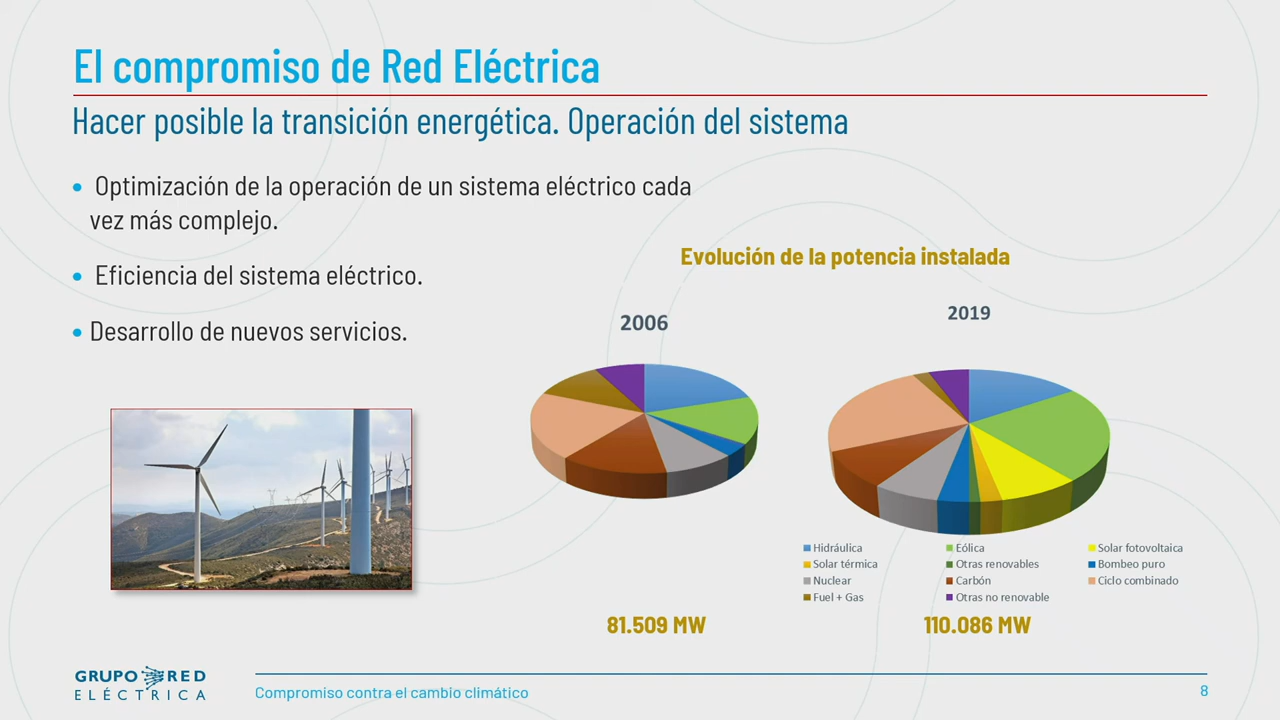 El compromiso de Red Eléctrica
Hacer posible la transición energética. Operación del sistema
• Optimización de la operación de un sistema eléctrico cada
vez más complejo.
• Eficiencia del sistema eléctrico.
• Desarrollo de nuevos servicios.
Evolución de la potencia instalada
2006
2019
Hidráulica
Eólica
Solar fotovoltaica
Solar térmica
Otras renovables
Bombeo puro
Nuclear
Carbón
Ciclo combinado
Fuel + Gas
Otras no renovable
81.509 MW
110.086 MW
GRUPO RED
ELÉCTRICA
Compromiso contra el cambio climático
8